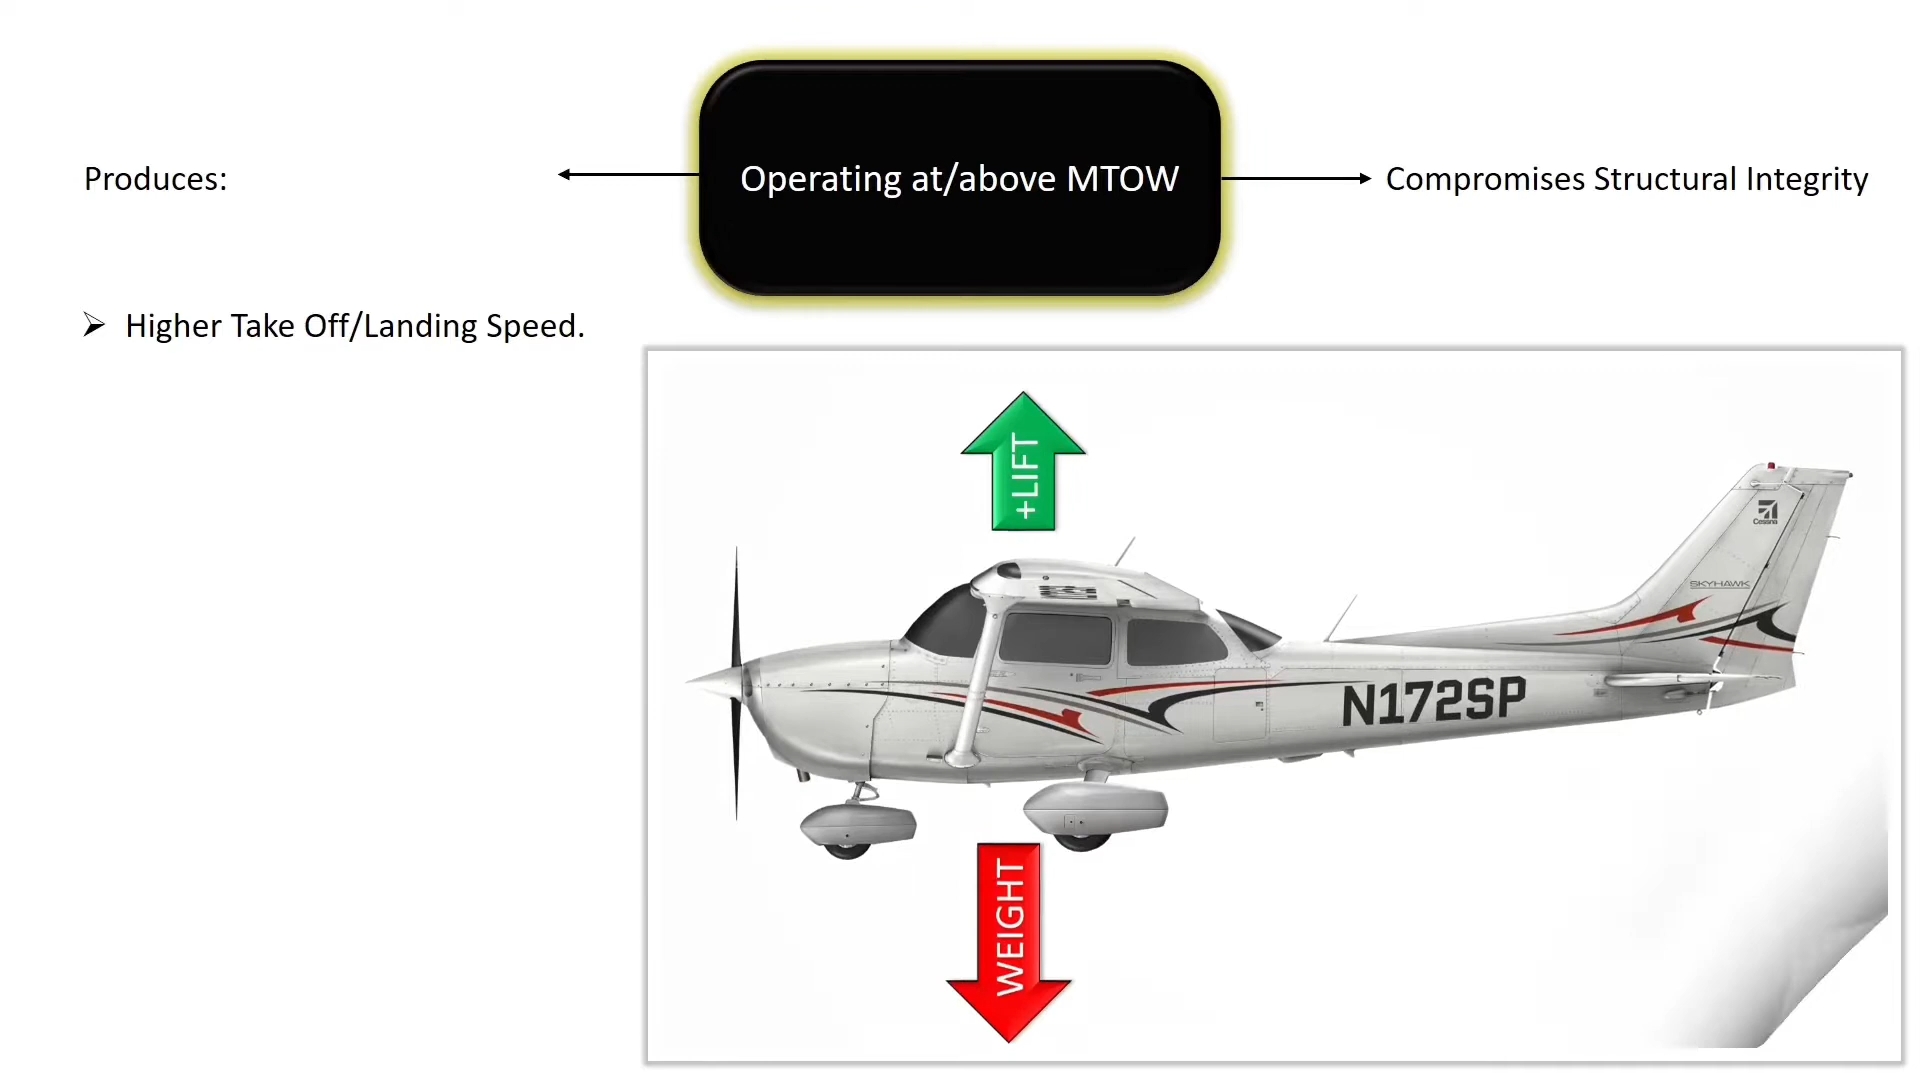 Operating at/above MTOW
Produces:
Compromises Structural Integrity
➢ Higher Take Off/Landing Speed.
+LIFT
Cessna
SKYHAWK
N172SP
WEIGHT